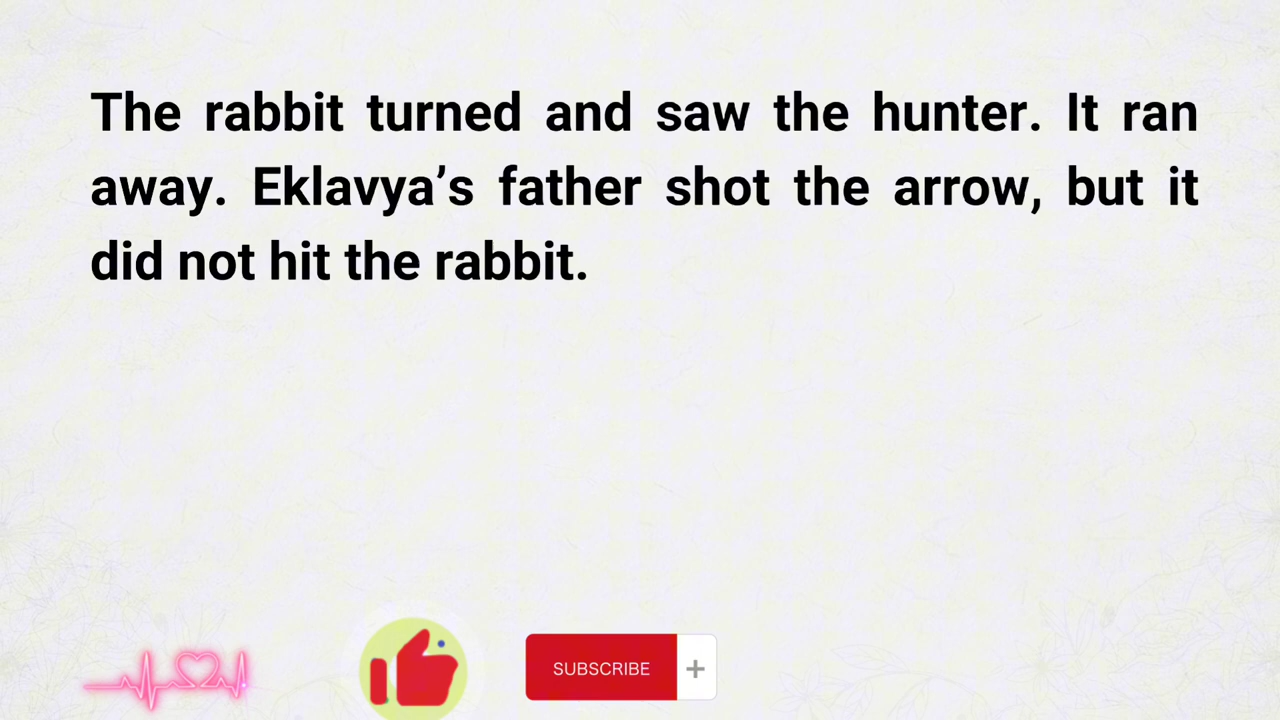 The rabbit turned and saw the hunter. It ran
away. Eklavya’s father shot the arrow, but it
did not hit the rabbit.
SUBSCRIBE +